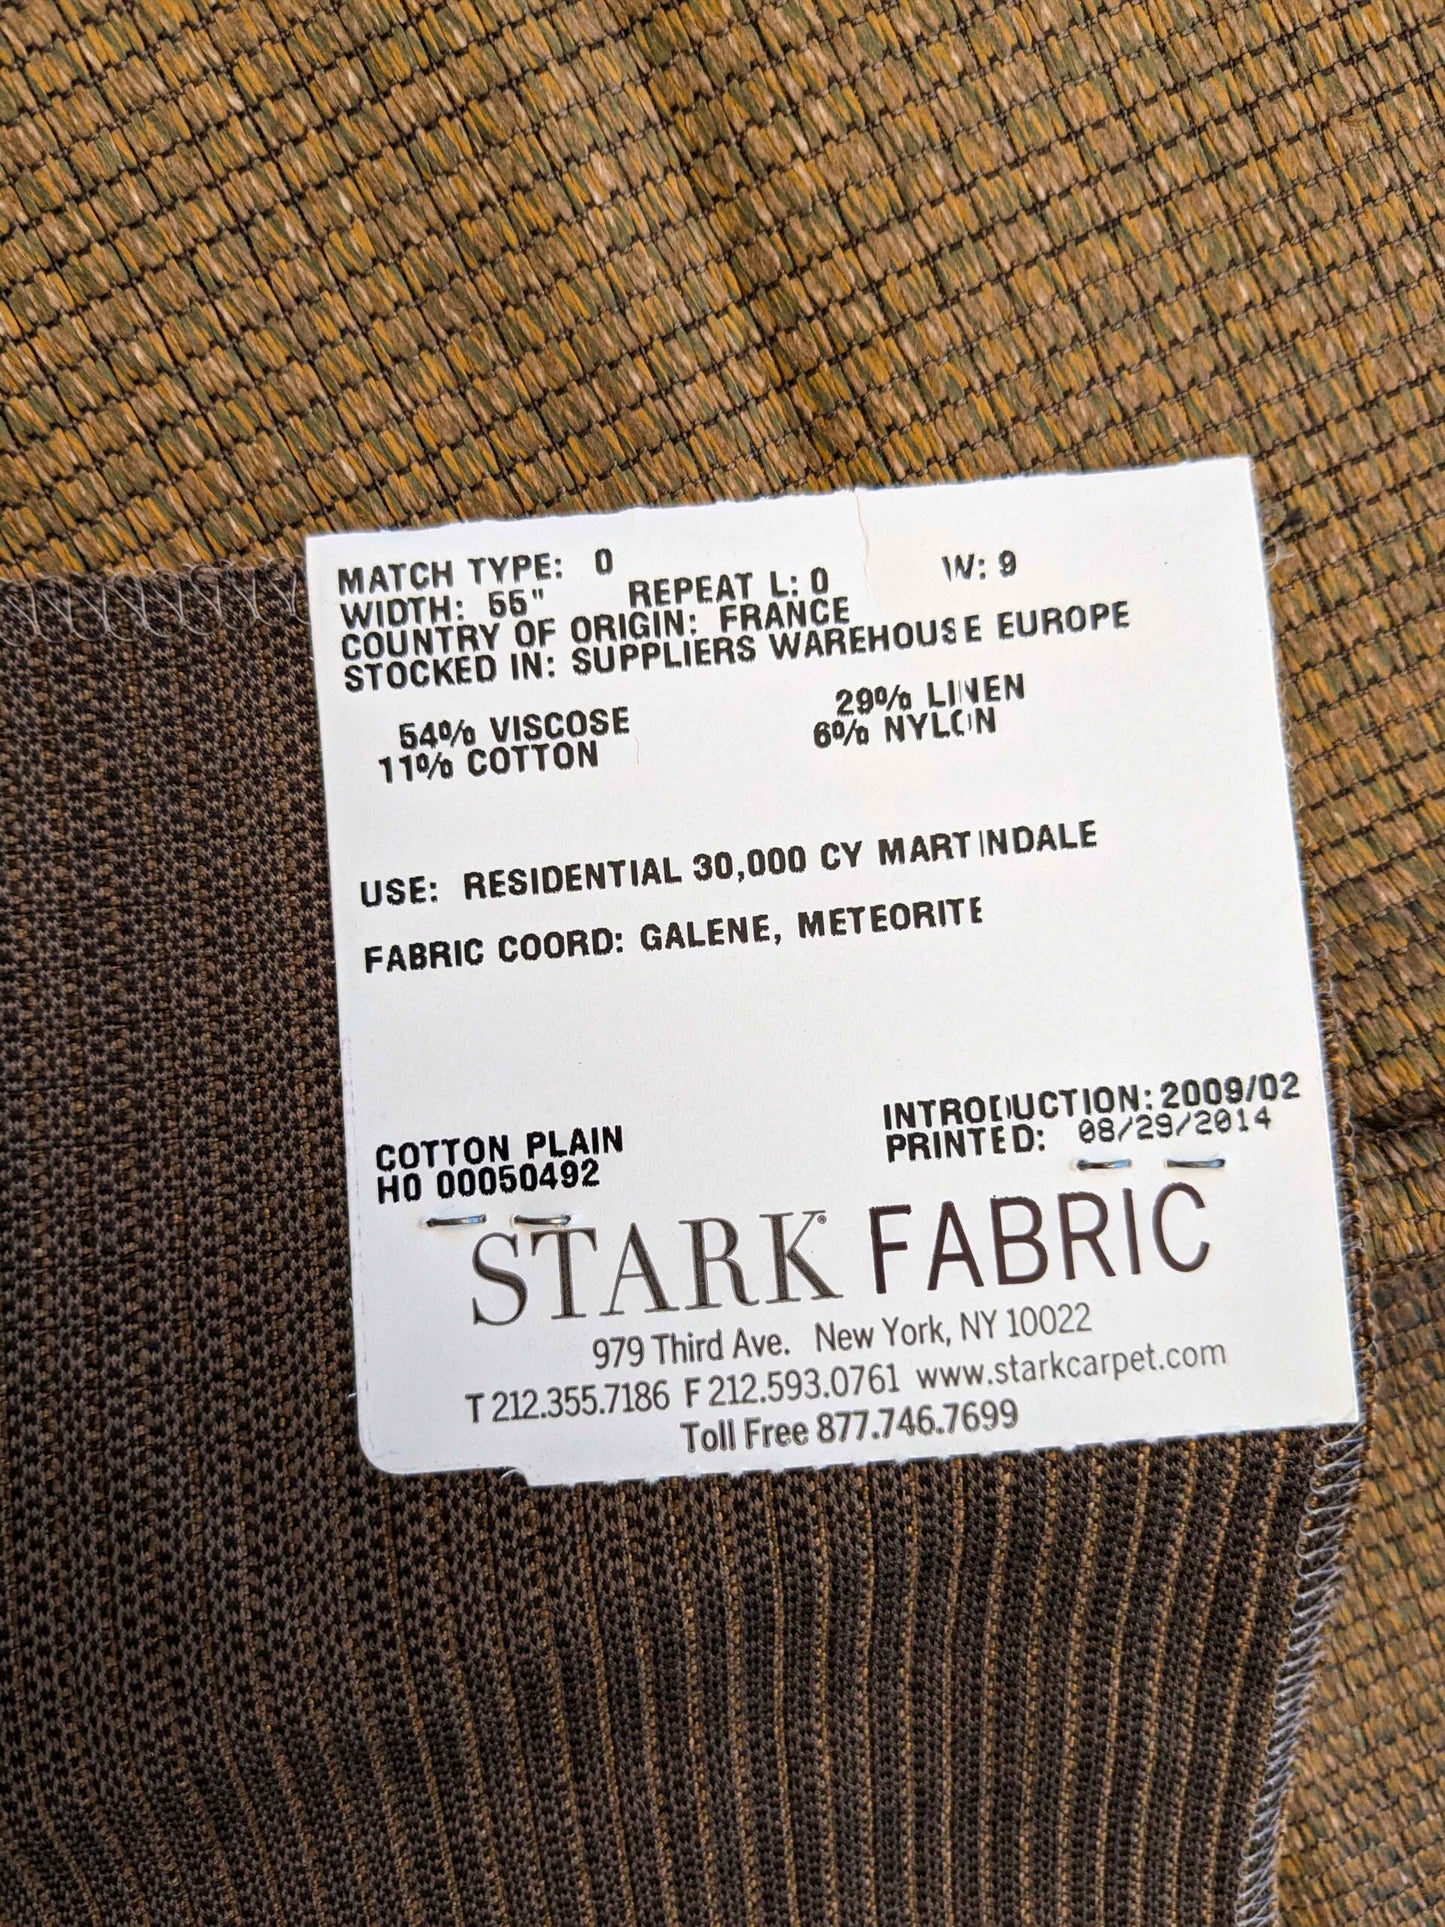 MATCH TYPE: 0
WIDTH: 55" REPEAT L: 0 W: 9
COUNTRY OF ORIGIN: FRANCE
STOCKED IN: SUPPLIERS WAREHOUSE EUROPE
54% VISCOSE 29% LINEN
11% COTTON 6% NYLON
USE: RESIDENTIAL 30,000 CY MARTINDALE
FABRIC COORD: GALENE, METEORITE
INTRODUCTION: 2009/02
COTTON PLAIN PRINTED: 08/29/2014
H0 00050492
STARK® FABRIC
979 Third Ave. New York, NY 10022
T 212.355.7186 F 212.593.0761 www.starkcarpet.com
Toll Free 877.746.7699